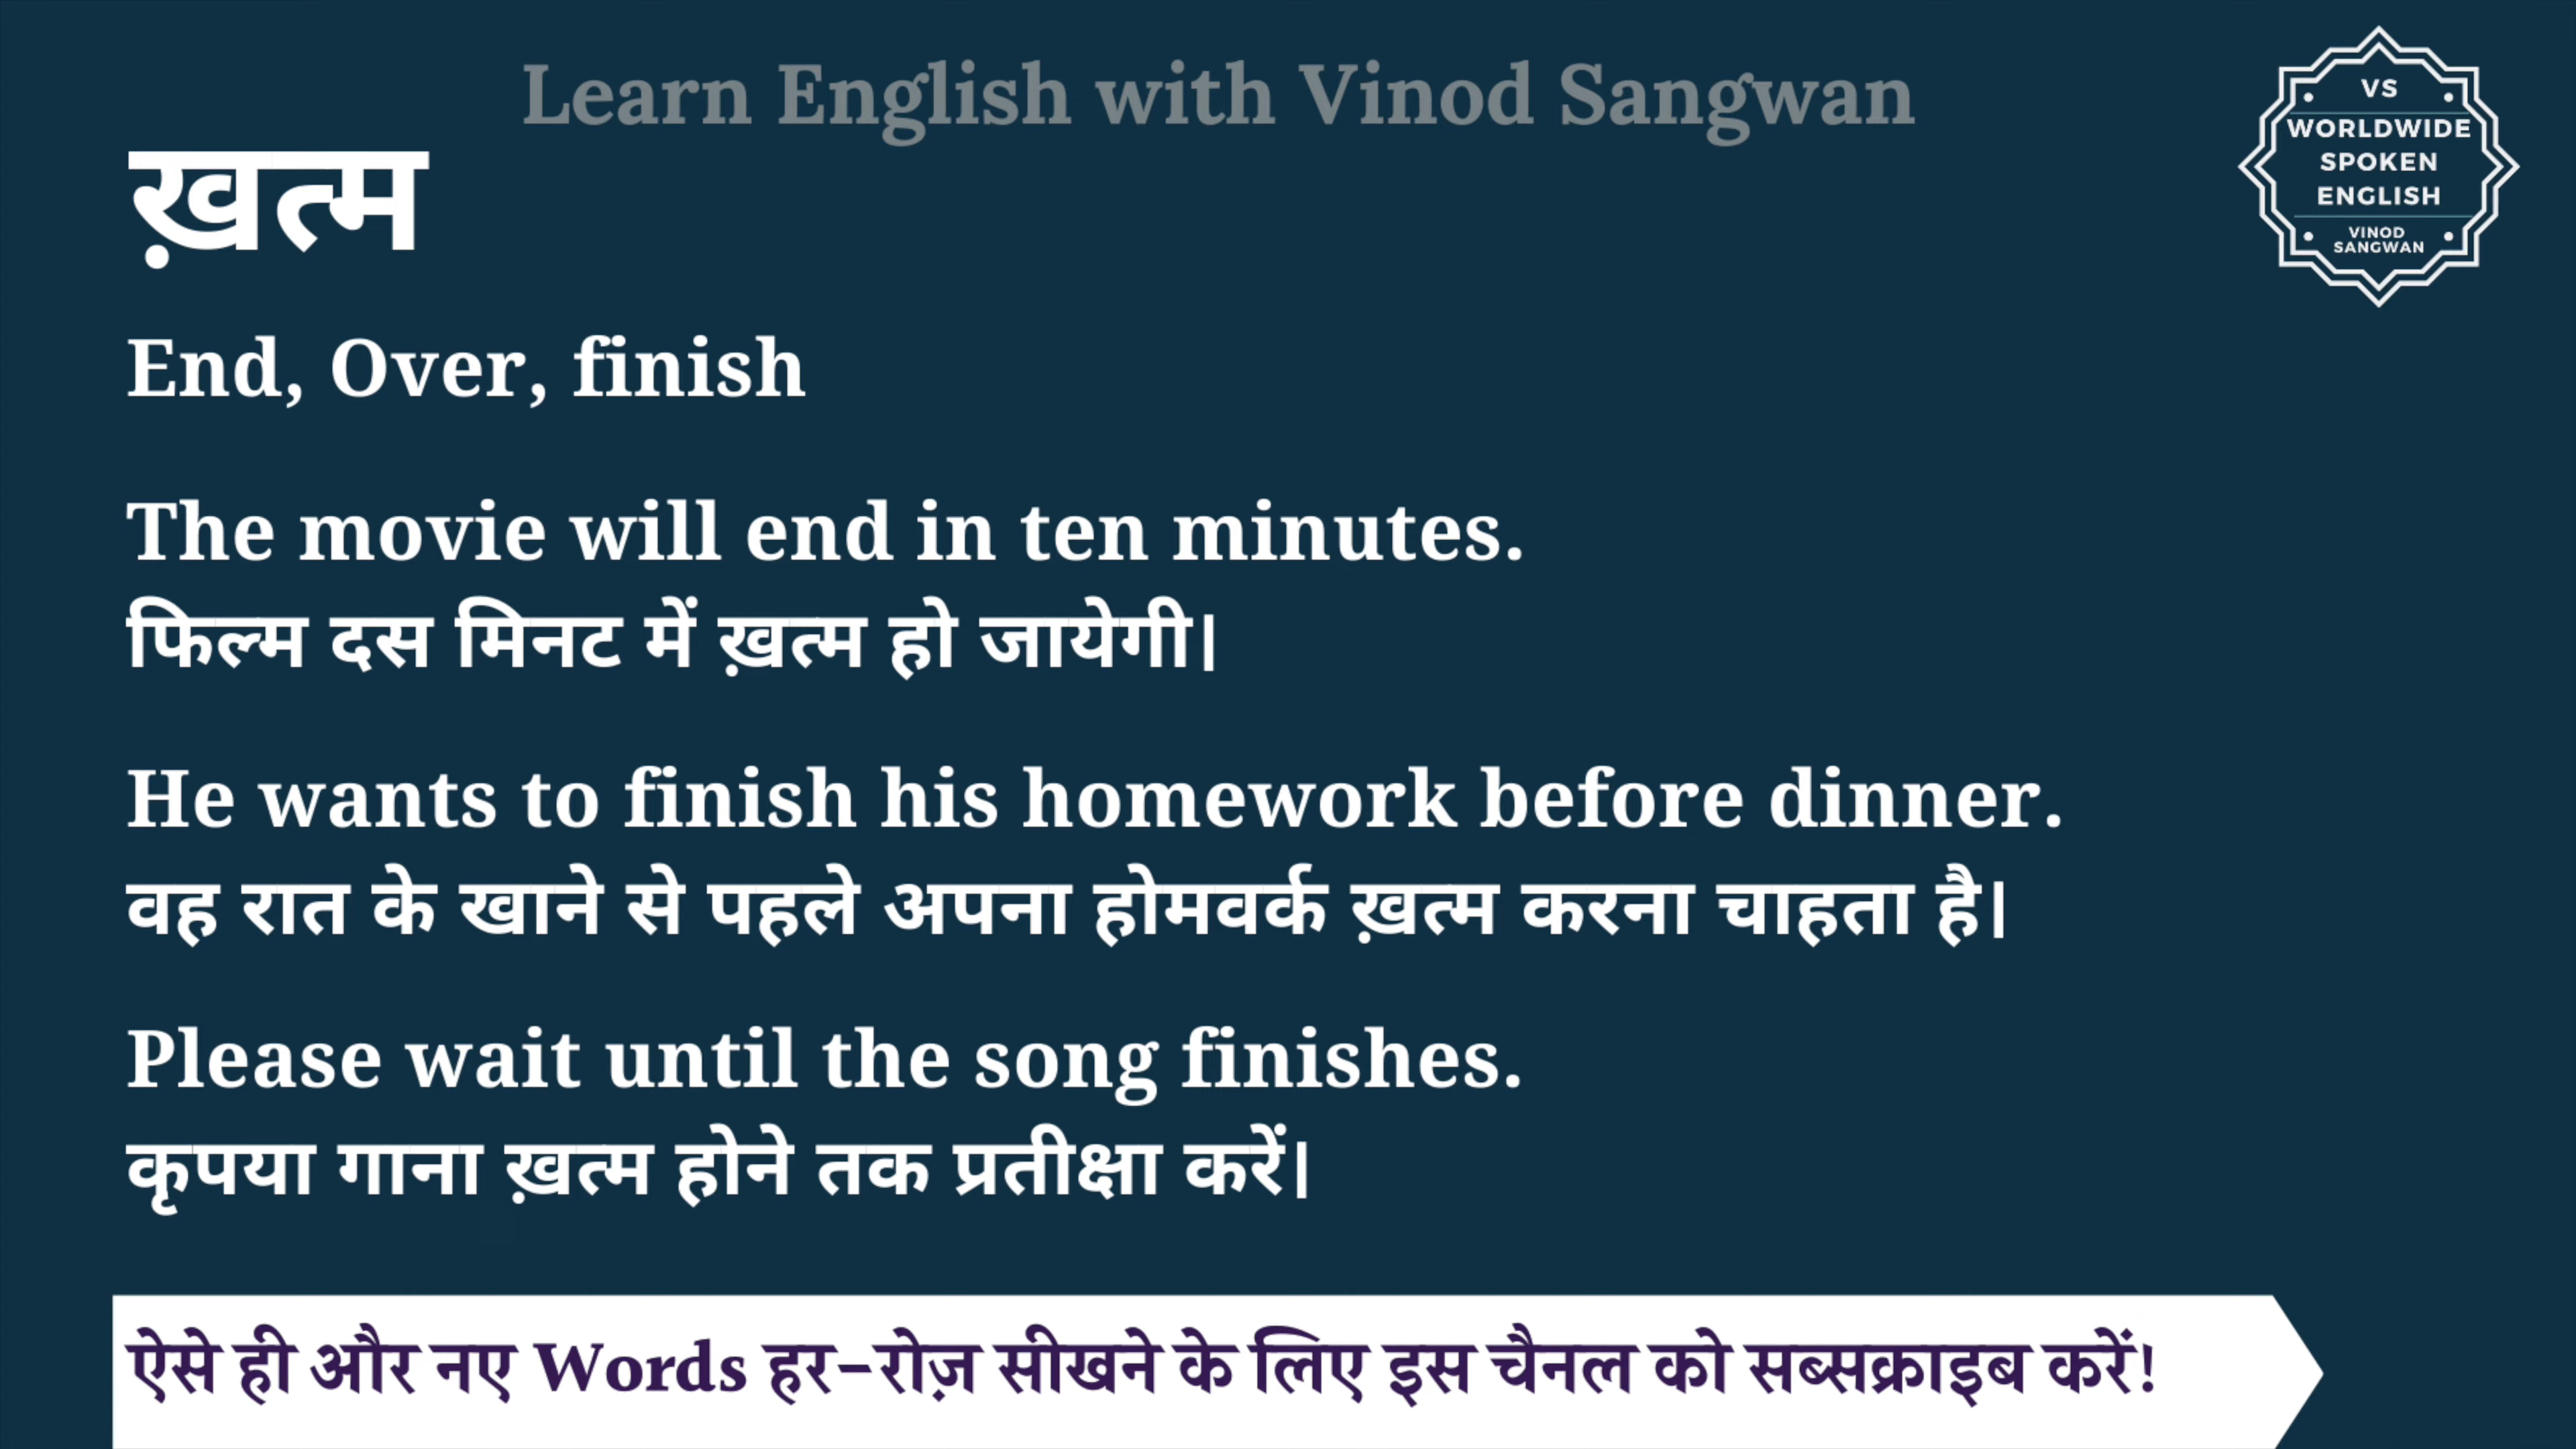 Learn English with Vinod Sangwan
VS
WORLDWIDE
SPOKEN
ENGLISH
VINOD
SANGWAN
ख़त्म
End, Over, finish
The movie will end in ten minutes.
फिल्म दस मिनट में ख़त्म हो जायेगी।
He wants to finish his homework before dinner.
वह रात के खाने से पहले अपना होमवर्क ख़त्म करना चाहता है।
Please wait until the song finishes.
कृपया गाना ख़त्म होने तक प्रतीक्षा करें।
ऐसे ही और नए Words हर-रोज़ सीखने के लिए इस चैनल को सब्सक्राइब करें!